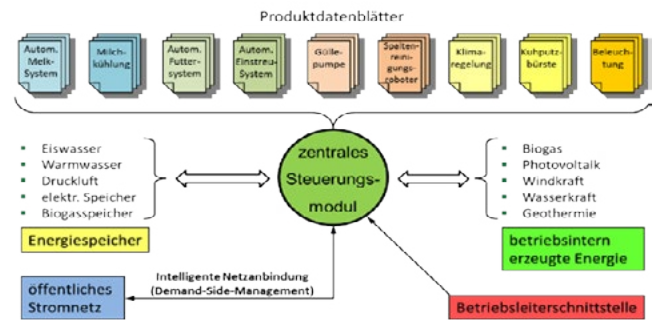 Produktdatenblätter
Autom.
Melk-
System
Milch-
kühlung
Autom.
Futter-
system
Autom.
Einstreu-
System
Gülle-
pumpe
Spalten-
reini-
gungs-
roboter
Klima-
regelung
Kuhputz-
bürste
Beleuch-
tung
Eiswasser
Warmwasser
Druckluft
elektr. Speicher
Biogasspeicher
Energiespeicher
zentrales
Steuerungs-
modul
Biogas
Photovoltaik
Windkraft
Wasserkraft
Geothermie
betriebsintern
erzeugte Energie
öffentliches
Stromnetz
Intelligente Netzanbindung
(Demand-Side-Management)
Betriebsleiterschnittstelle